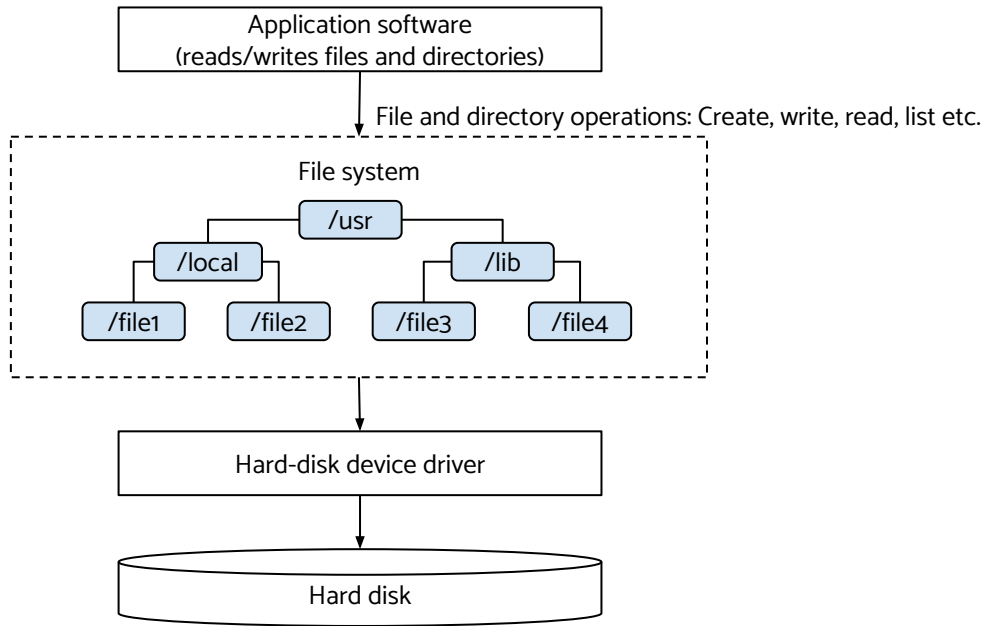 Application software
(reads/writes files and directories)
File and directory operations: Create, write, read, list etc.
File system
/usr
/local
/lib
/file1
/file2
/file3
/file4
Hard-disk device driver
Hard disk